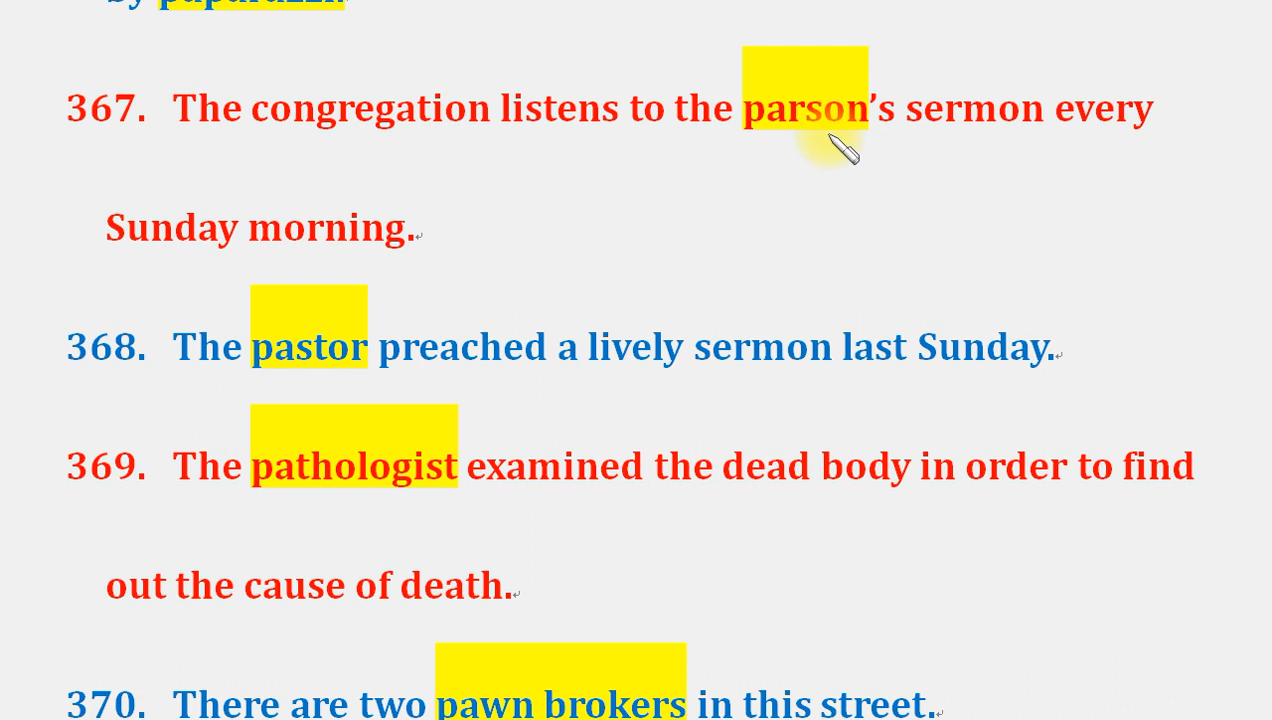 by paparazzi.
367. The congregation listens to the parson’s sermon every
Sunday morning.
368. The pastor preached a lively sermon last Sunday.
369. The pathologist examined the dead body in order to find
out the cause of death.
370. There are two pawn brokers in this street.